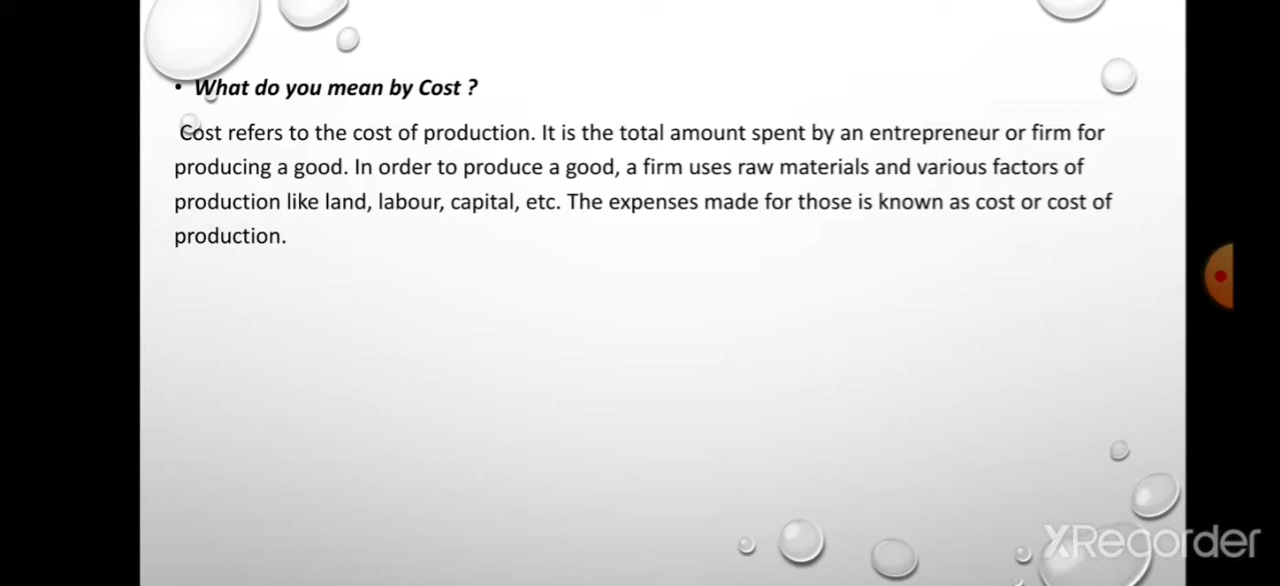 • What do you mean by Cost ?
Cost refers to the cost of production. It is the total amount spent by an entrepreneur or firm for
producing a good. In order to produce a good, a firm uses raw materials and various factors of
production like land, labour, capital, etc. The expenses made for those is known as cost or cost of
production.
XRecorder